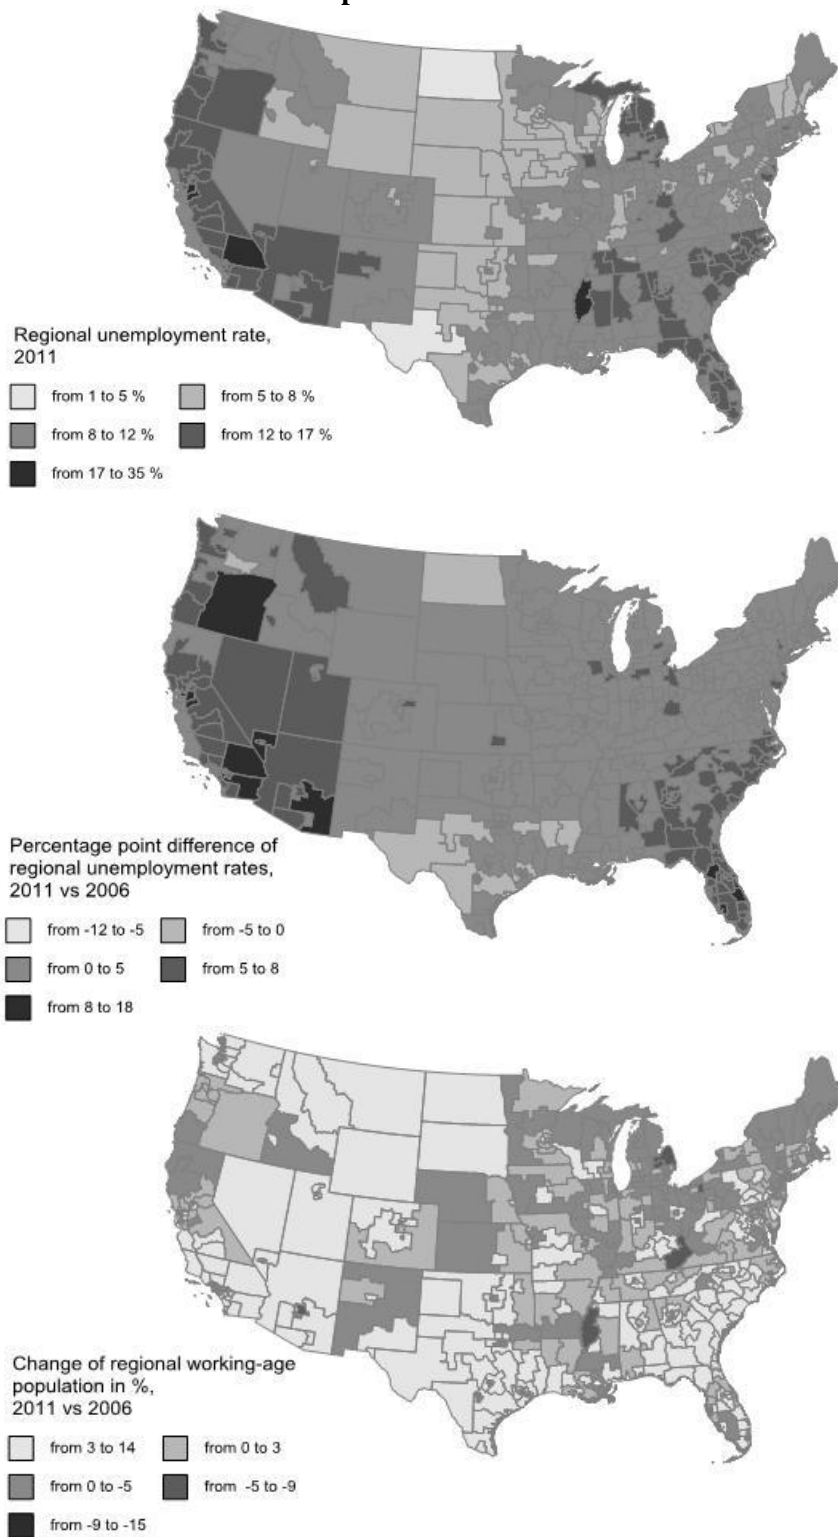 Regional unemployment rate,
2011
from 1 to 5 % from 5 to 8 %
from 8 to 12 % from 12 to 17 %
from 17 to 35 %
Percentage point difference of
regional unemployment rates,
2011 vs 2006
from -12 to -5 from -5 to 0
from 0 to 5 from 5 to 8
from 8 to 18
Change of regional working-age
population in %,
2011 vs 2006
from 3 to 14 from 0 to 3
from 0 to -5 from -5 to -9
from -9 to -15